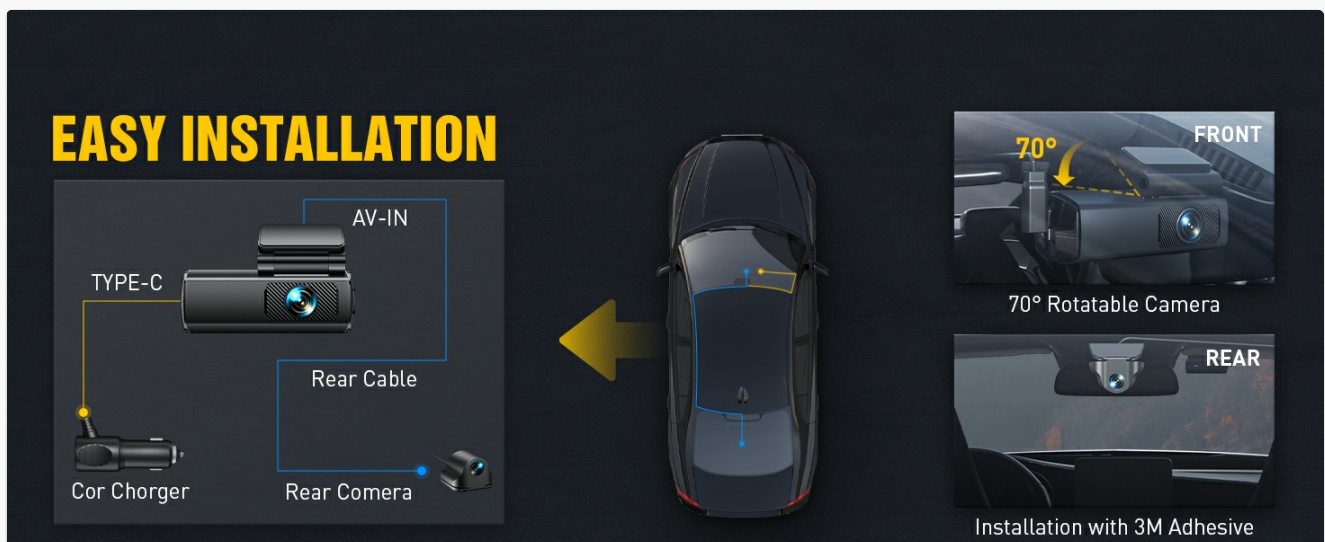 EASY INSTALLATION
AV-IN
TYPE-C
Rear Cable
Cor Chorger
Rear Comera
70°
FRONT
70° Rotatable Camera
REAR
Installation with 3M Adhesive